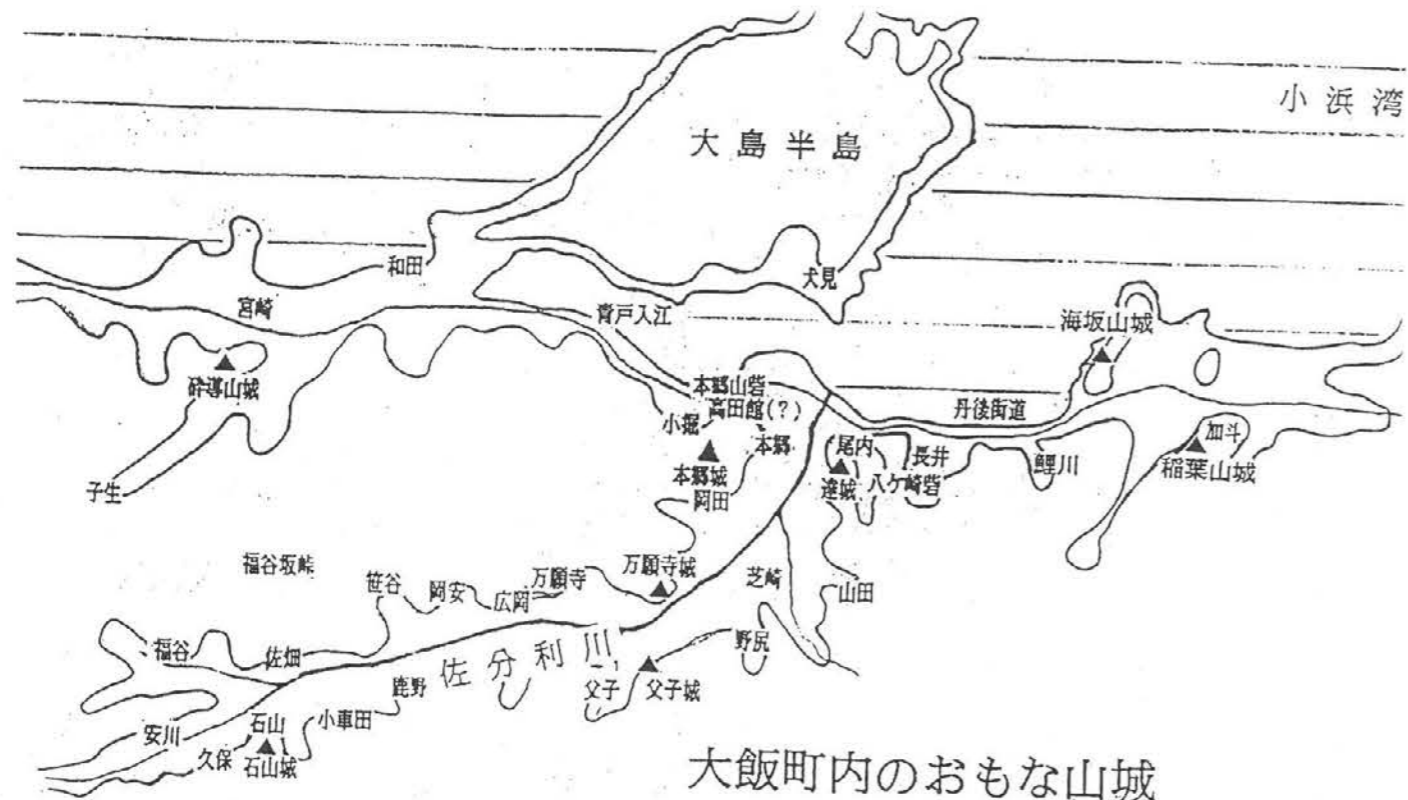 小浜湾
大島半島
和田
犬見
宮崎
青戸入江
海坂山城
砕導山城
本郷山砦
高田館(?)
丹後街道
小堀
本郷
尾内
長井
加斗
本郷城
達城
八ケ崎砦
鯉川
稲葉山城
子生
岡田
福谷坂峠
笹谷
岡安
広岡
万願寺
万願寺城
芝崎
山田
福谷
佐畑
佐分利川
野尻
鹿野
父子
父子城
安川
石山
小車田
久保
石山城
大飯町内のおもな山城